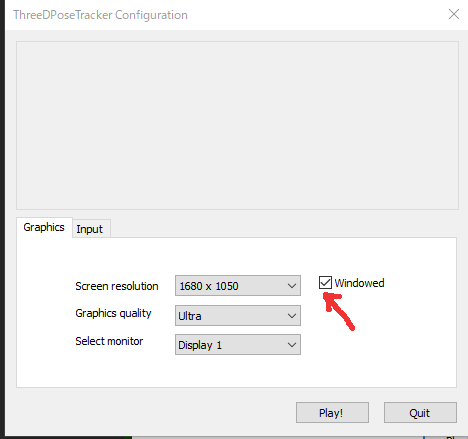 ThreeDPoseTracker Configuration
Graphics
Input
Screen resolution 1680 x 1050 Windowed
Graphics quality Ultra
Select monitor Display 1
Play! Quit